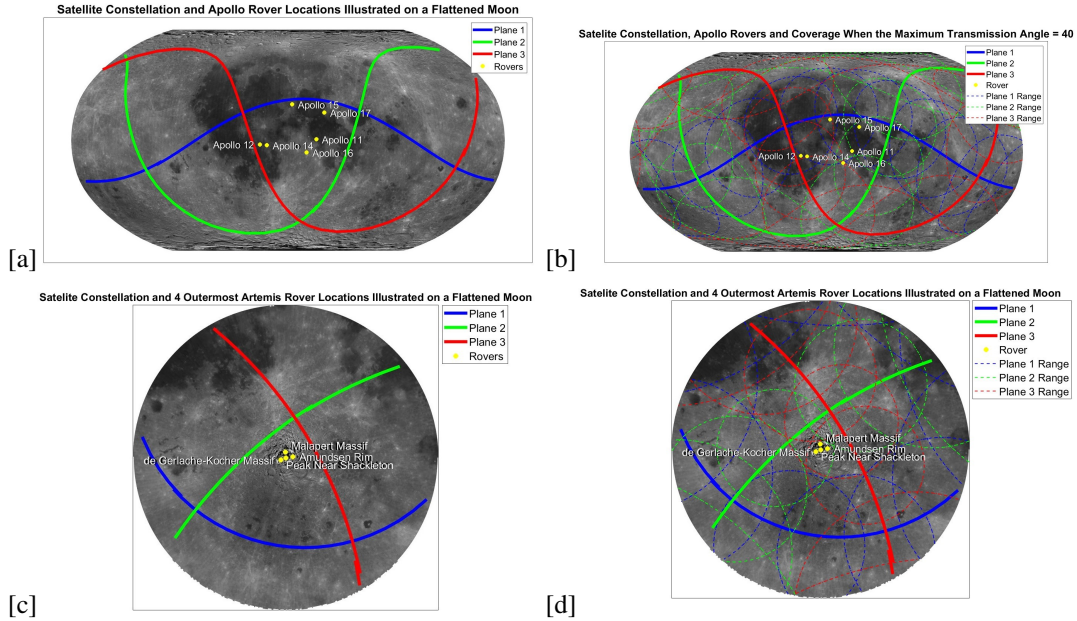 Satellite Constellation and Apollo Rover Locations Illustrated on a Flattened Moon
Plane 1
Plane 2
Plane 3
Rovers
Apollo 15
Apollo 17
Apollo 11
Apollo 12
Apollo 14
Apollo 16
[a]
Satelite Constellation, Apollo Rovers and Coverage When the Maximum Transmission Angle = 40
Plane 1
Plane 2
Plane 3
Rover
Plane 1 Range
Plane 2 Range
Plane 3 Range
Apollo 15
Apollo 17
Apollo 11
Apollo 12
Apollo 14
Apollo 16
[b]
Satelite Constellation and 4 Outermost Artemis Rover Locations Illustrated on a Flattened Moon
Plane 1
Plane 2
Plane 3
Rovers
Malapert Massif
Amundsen Rim
de Gerlache-Kocher Massif
Peak Near Shackleton
[c]
Satelite Constellation and 4 Outermost Artemis Rover Locations Illustrated on a Flattened Moon
Plane 1
Plane 2
Plane 3
Rover
Plane 1 Range
Plane 2 Range
Plane 3 Range
Malapert Massif
Amundsen Rim
de Gerlache-Kocher Massif
Peak Near Shackleton
[d]